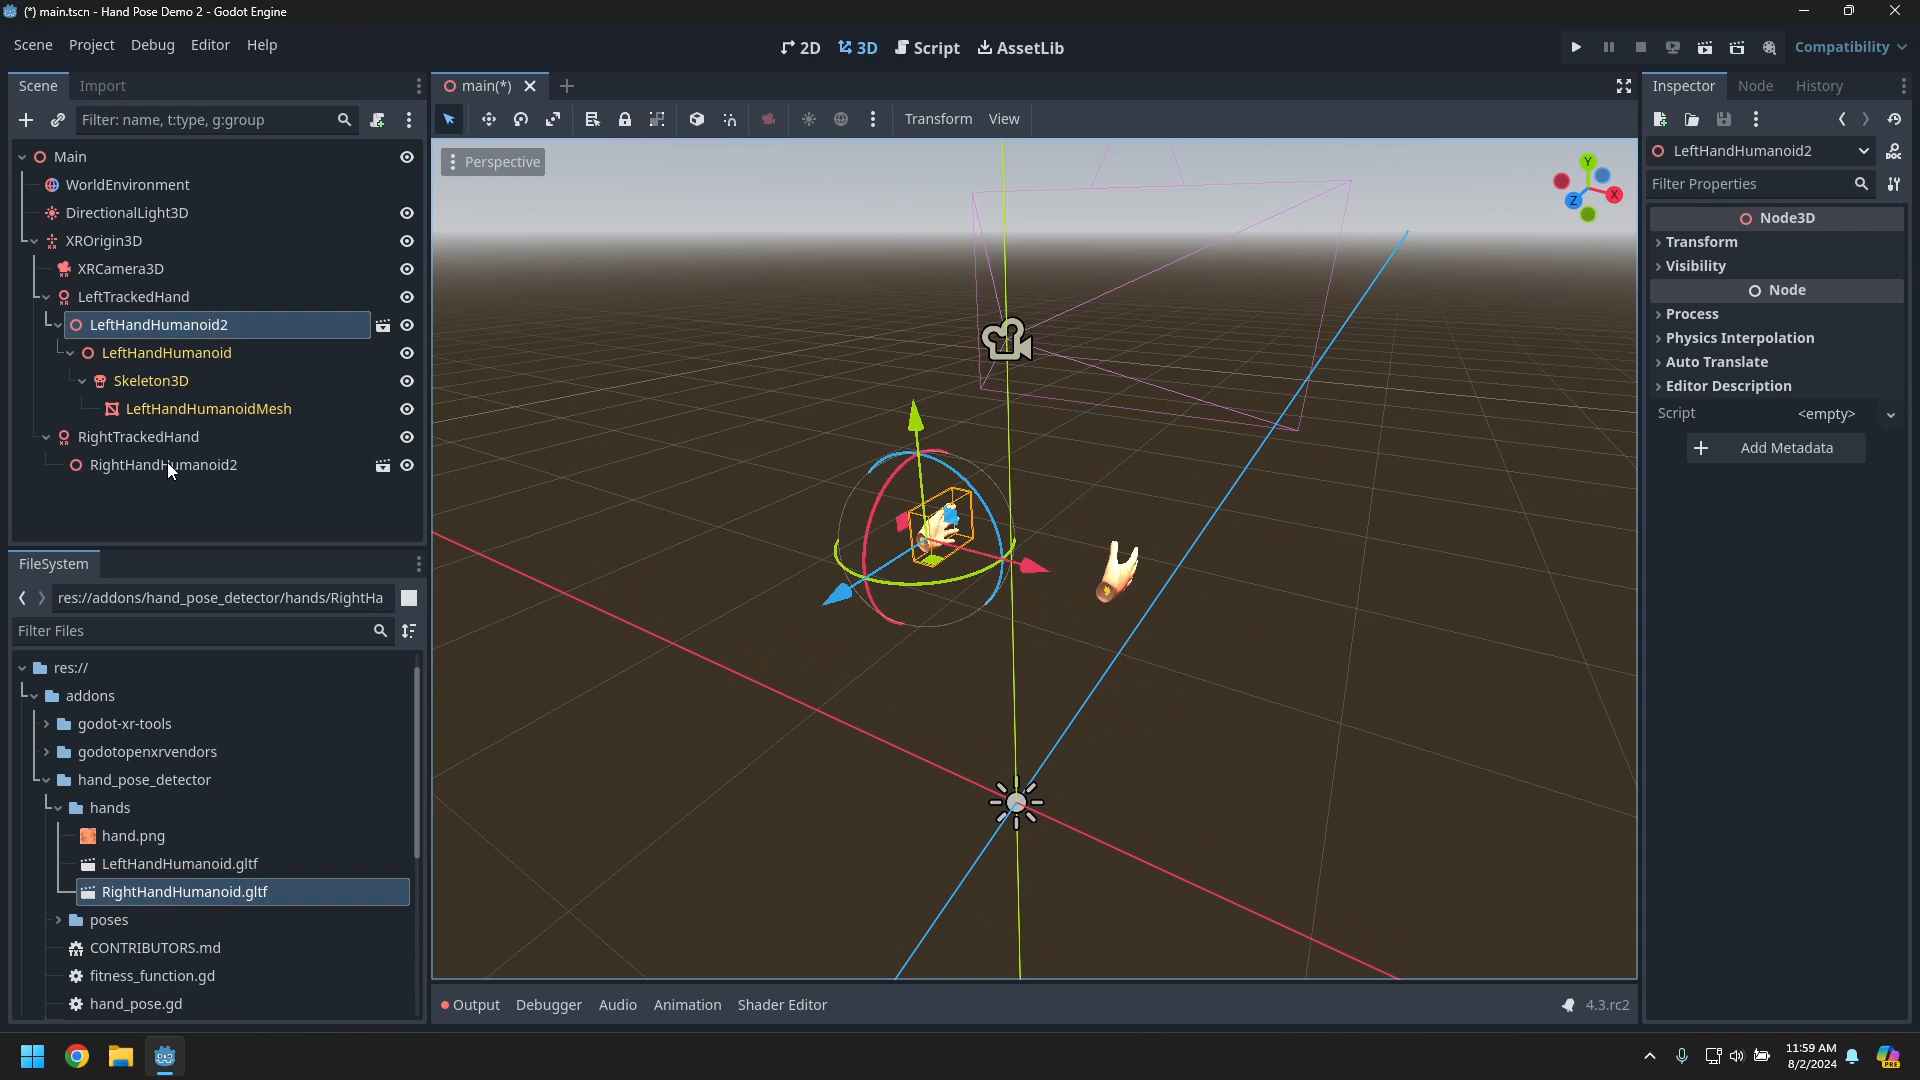 (*) main.tscn - Hand Pose Demo 2 - Godot Engine
Scene Project Debug Editor Help
2D 3D Script AssetLib
Compatibility
Scene Import
main(*)
Inspector Node History
Filter: name, t:type, g:group
Transform View
Main
WorldEnvironment
DirectionalLight3D
XROrigin3D
XRCamera3D
LeftTrackedHand
LeftHandHumanoid2
LeftHandHumanoid
Skeleton3D
LeftHandHumanoidMesh
RightTrackedHand
RightHandHumanoid2
FileSystem
res://addons/hand_pose_detector/hands/RightHa
Filter Files
res://
addons
godot-xr-tools
godotopenxrvendors
hand_pose_detector
hands
hand.png
LeftHandHumanoid.gltf
RightHandHumanoid.gltf
poses
CONTRIBUTORS.md
fitness_function.gd
hand_pose.gd
Perspective
Y
X
Z
Output Debugger Audio Animation Shader Editor
4.3.rc2
LeftHandHumanoid2
Filter Properties
Node3D
Transform
Visibility
Node
Process
Physics Interpolation
Auto Translate
Editor Description
Script <empty>
Add Metadata
11:59 AM
8/2/2024
PRE